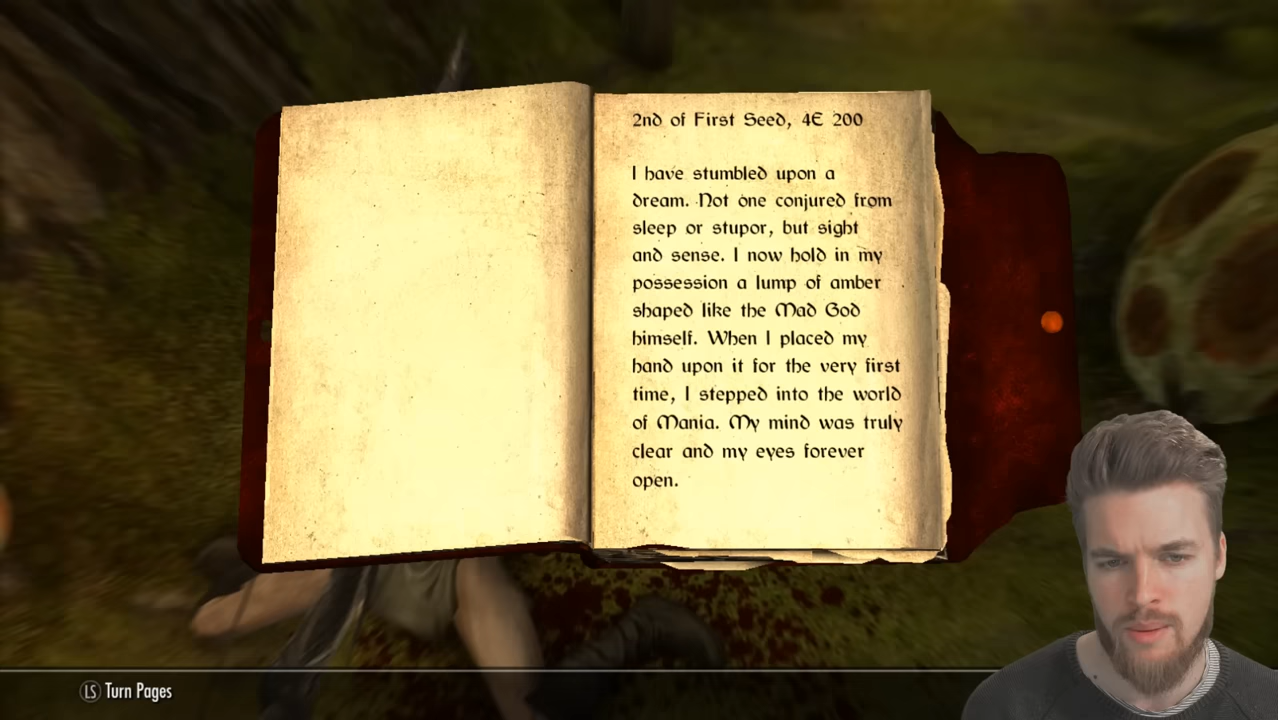 2nd of First Seed, 4E 200
I have stumbled upon a
dream. Not one conjured from
sleep or stupor, but sight
and sense. I now hold in my
possession a lump of amber
shaped like the Mad God
himself. When I placed my
hand upon it for the very first
time, I stepped into the world
of Mania. My mind was truly
clear and my eyes forever
open.
LS Turn Pages